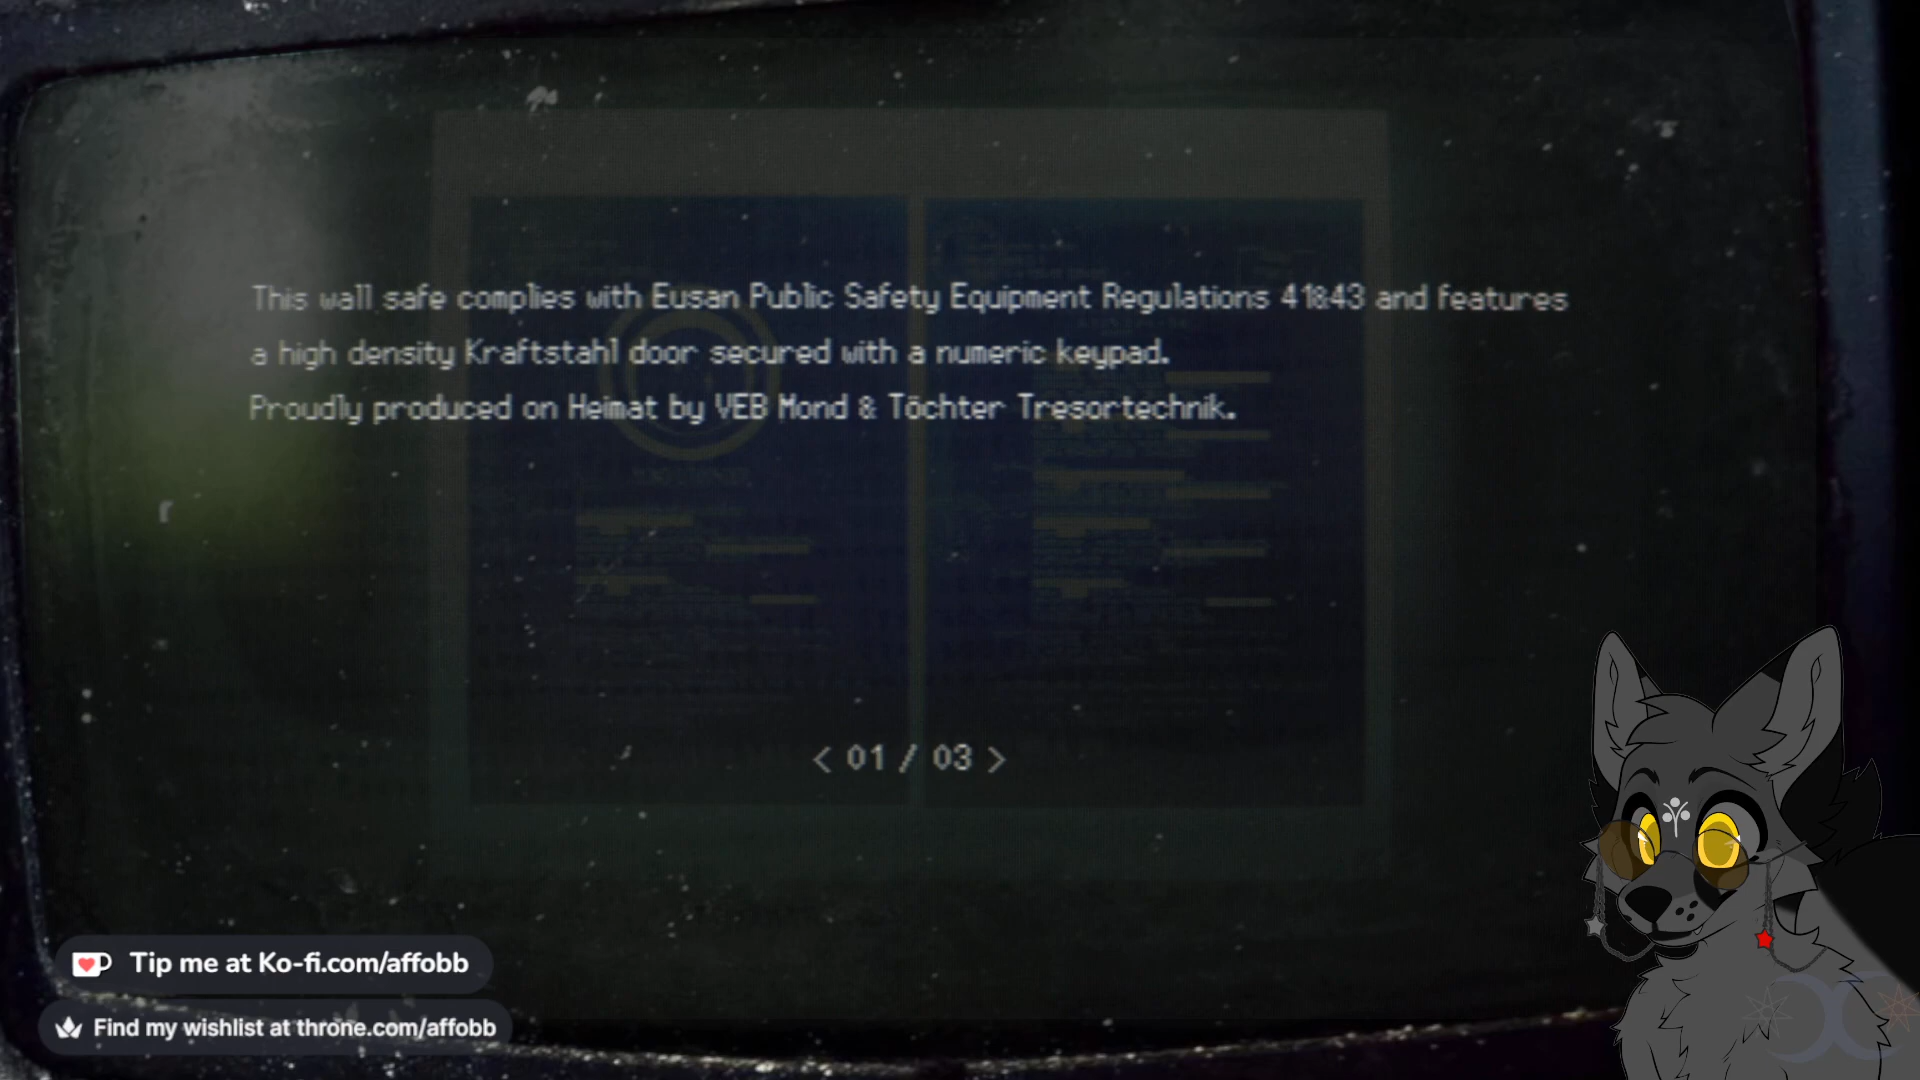 This wall safe complies with Eusan Public Safety Equipment Regulations 41&43 and features
a high density Kraftstahl door secured with a numeric keypad.
Proudly produced on Heimat by VEB Mond & Töchter Tresortechnik.
< 01 / 03 >
Tip me at Ko-fi.com/affobb
Find my wishlist at throne.com/affobb